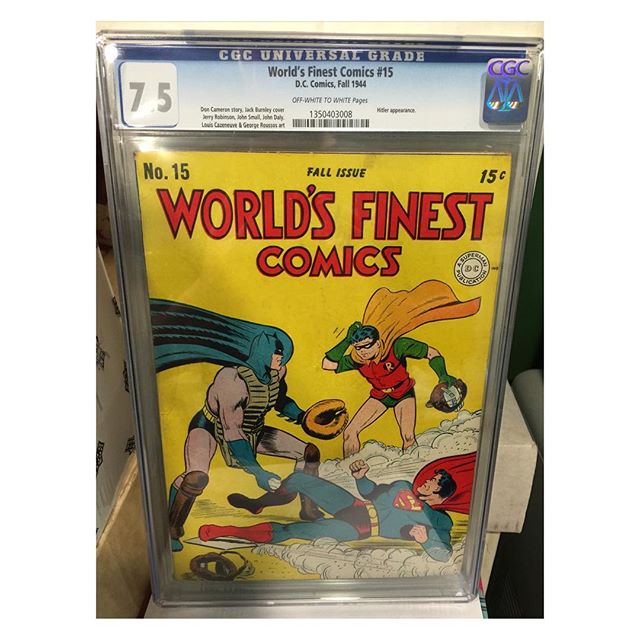 CGC UNIVERSAL GRADE
7.5
World's Finest Comics #15
D.C. Comics, Fall 1944
OFF-WHITE TO WHITE Pages
Don Cameron story, Jack Burnley cover
Jerry Robinson, John Small, John Daly,
Louis Cazeneuve & George Roussos art
1350403008
Hitler appearance.
CGC
No. 15
FALL ISSUE
15¢
WORLD'S FINEST
COMICS
A SUPERMAN
DC
PUBLICATION
R
S